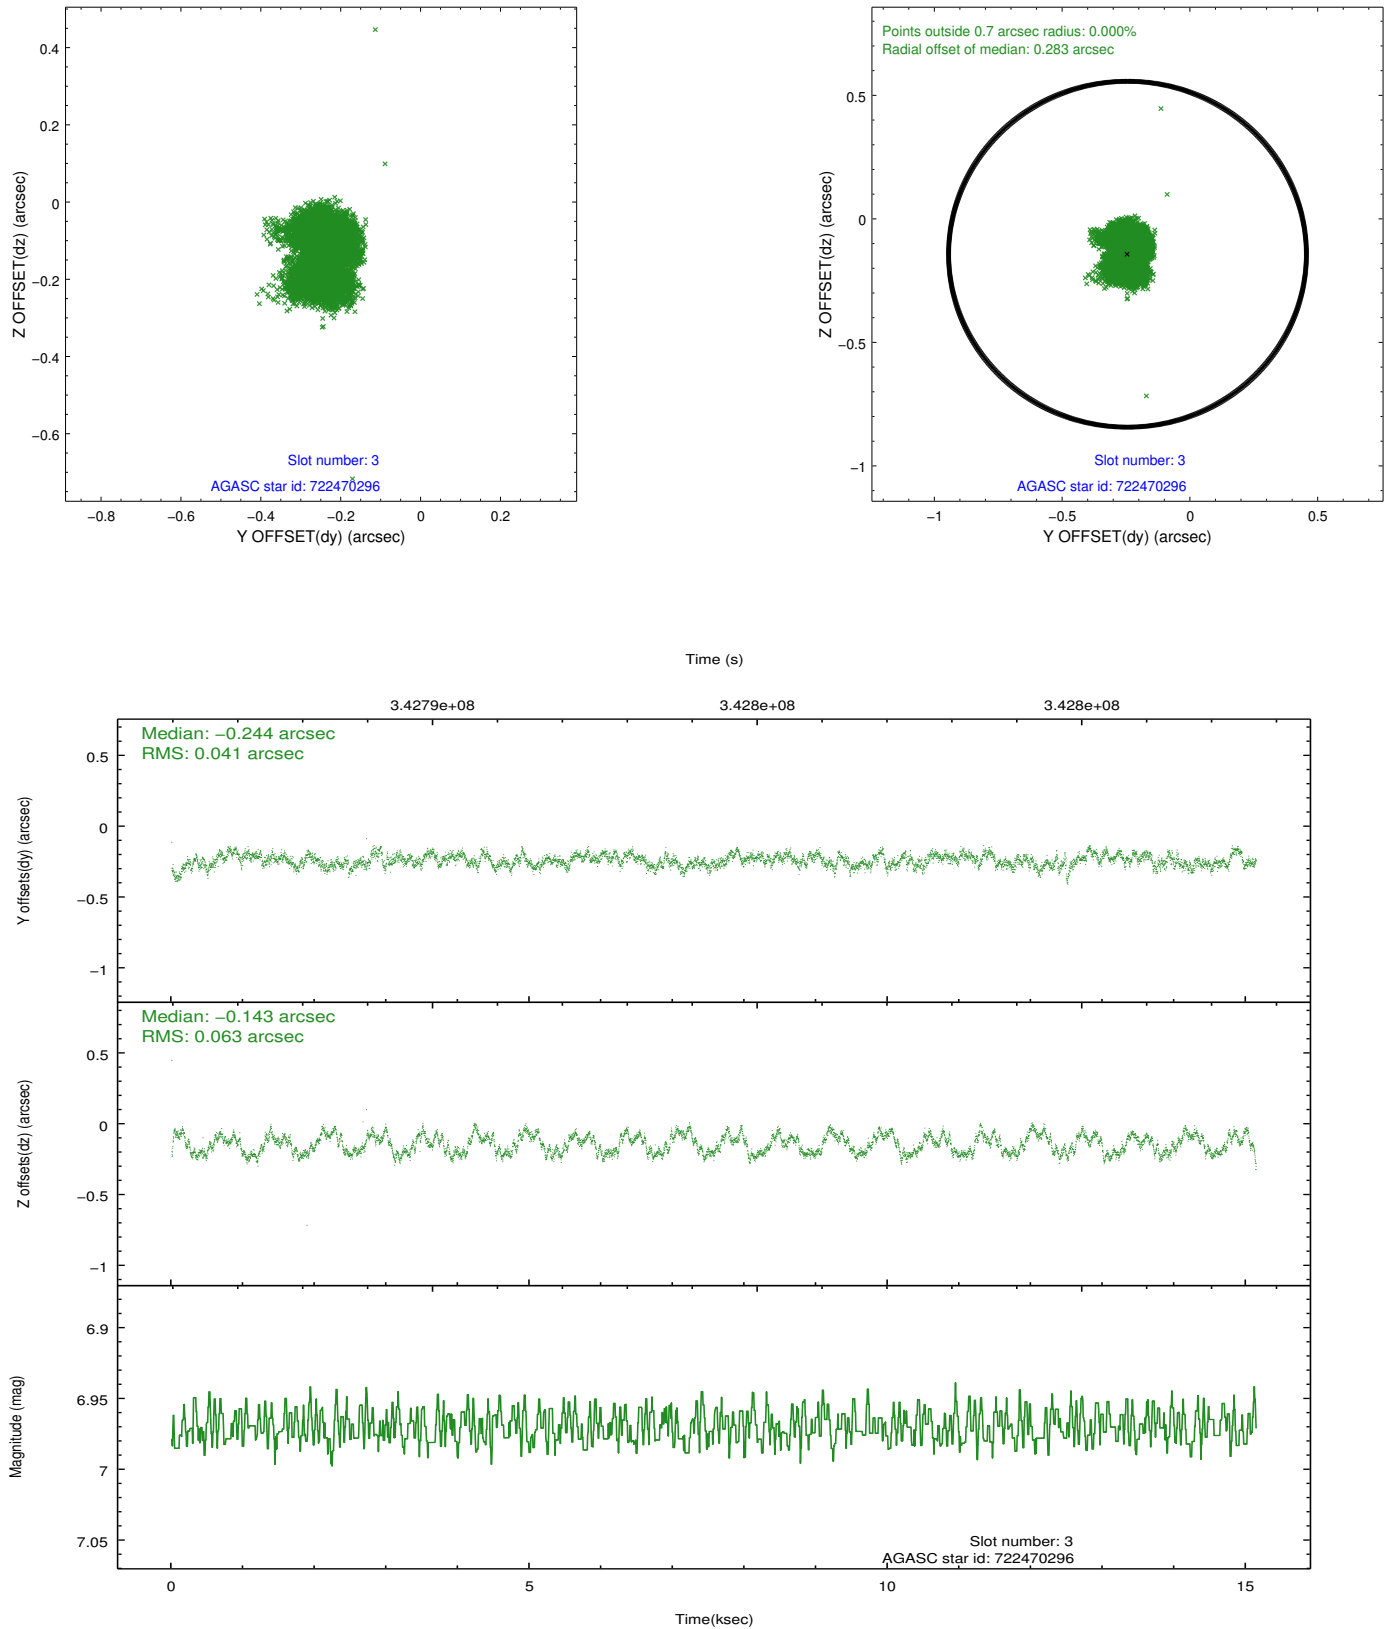 0.4
0.2
0
−0.2
−0.4
−0.6
Z OFFSET(dz) (arcsec)
Slot number: 3
AGASC star id: 722470296
−0.8
−0.6
−0.4
−0.2
0
0.2
Y OFFSET(dy) (arcsec)
Points outside 0.7 arcsec radius: 0.000%
Radial offset of median: 0.283 arcsec
0.5
0
−0.5
−1
Z OFFSET(dz) (arcsec)
Slot number: 3
AGASC star id: 722470296
−1
−0.5
0
0.5
Y OFFSET(dy) (arcsec)
Time (s)
3.4279e+08
3.428e+08
3.428e+08
Median: −0.244 arcsec
RMS: 0.041 arcsec
0.5
0
−0.5
−1
Y offsets(dy) (arcsec)
Median: −0.143 arcsec
RMS: 0.063 arcsec
0.5
0
−0.5
−1
Z offsets(dz) (arcsec)
6.9
6.95
7
7.05
Magnitude (mag)
Slot number: 3
AGASC star id: 722470296
0
5
10
15
Time(ksec)